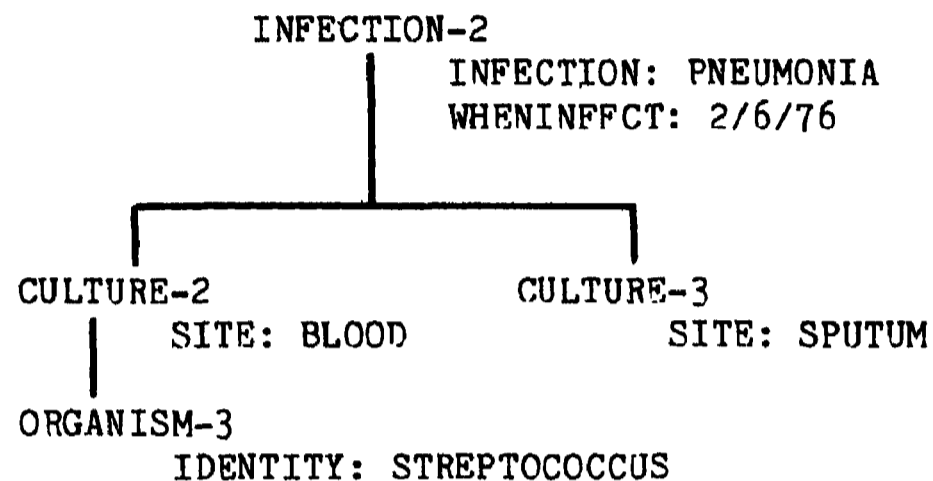 INFECTION-2
INFECTION: PNEUMONIA
WHENINFFCT: 2/6/76
CULTURE-2
CULTURE-3
SITE: BLOOD
SITE: SPUTUM
ORGANISM-3
IDENTITY: STREPTOCOCCUS